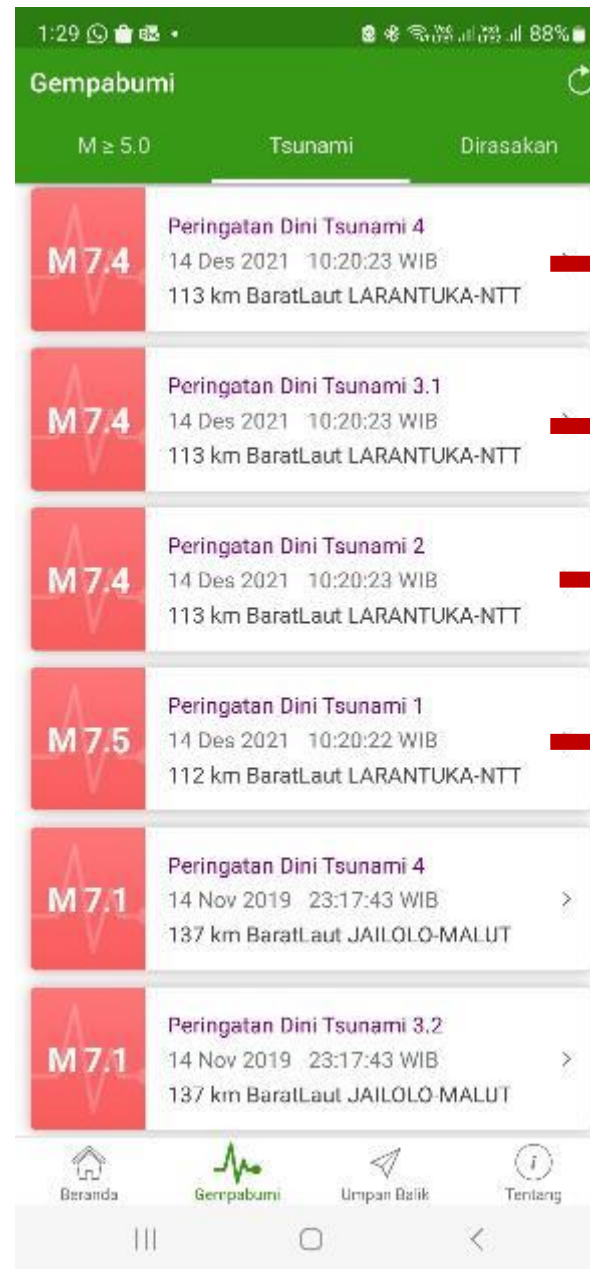 1:29 88%
Gempabumi
M ≥ 5.0 Tsunami Dirasakan
Peringatan Dini Tsunami 4
M 7.4 14 Des 2021 10:20:23 WIB
113 km BaratLaut LARANTUKA-NTT
Peringatan Dini Tsunami 3.1
M 7.4 14 Des 2021 10:20:23 WIB
113 km BaratLaut LARANTUKA-NTT
Peringatan Dini Tsunami 2
M 7.4 14 Des 2021 10:20:23 WIB
113 km BaratLaut LARANTUKA-NTT
Peringatan Dini Tsunami 1
M 7.5 14 Des 2021 10:20:22 WIB
112 km BaratLaut LARANTUKA-NTT
Peringatan Dini Tsunami 4
M 7.1 14 Nov 2019 23:17:43 WIB
137 km BaratLaut JAILOLO-MALUT
Peringatan Dini Tsunami 3.2
M 7.1 14 Nov 2019 23:17:43 WIB
137 km BaratLaut JAILOLO-MALUT
Beranda Gempabumi Umpan Balik Tentang